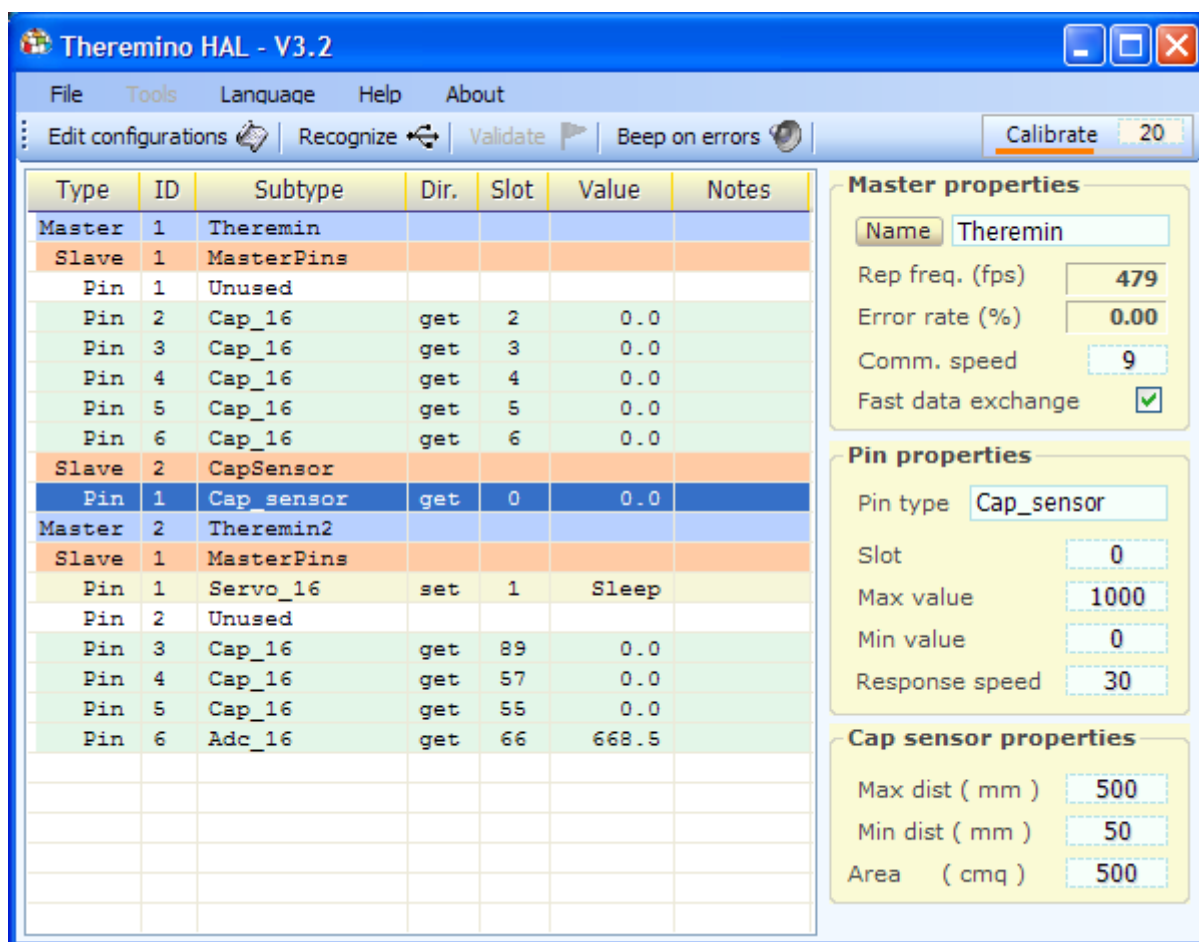 Theremino HAL - V3.2
File Tools Language Help About
Edit configurations Recognize Validate Beep on errors Calibrate 20
Type ID Subtype Dir. Slot Value Notes
Master 1 Theremin
Slave 1 MasterPins
Pin 1 Unused
Pin 2 Cap_16 get 2 0.0
Pin 3 Cap_16 get 3 0.0
Pin 4 Cap_16 get 4 0.0
Pin 5 Cap_16 get 5 0.0
Pin 6 Cap_16 get 6 0.0
Slave 2 CapSensor
Pin 1 Cap_sensor get 0 0.0
Master 2 Theremin2
Slave 1 MasterPins
Pin 1 Servo_16 set 1 Sleep
Pin 2 Unused
Pin 3 Cap_16 get 89 0.0
Pin 4 Cap_16 get 57 0.0
Pin 5 Cap_16 get 55 0.0
Pin 6 Adc_16 get 66 668.5
Master properties
Name Theremin
Rep freq. (fps) 479
Error rate (%) 0.00
Comm. speed 9
Fast data exchange
Pin properties
Pin type Cap_sensor
Slot 0
Max value 1000
Min value 0
Response speed 30
Cap sensor properties
Max dist ( mm ) 500
Min dist ( mm ) 50
Area ( cmq ) 500